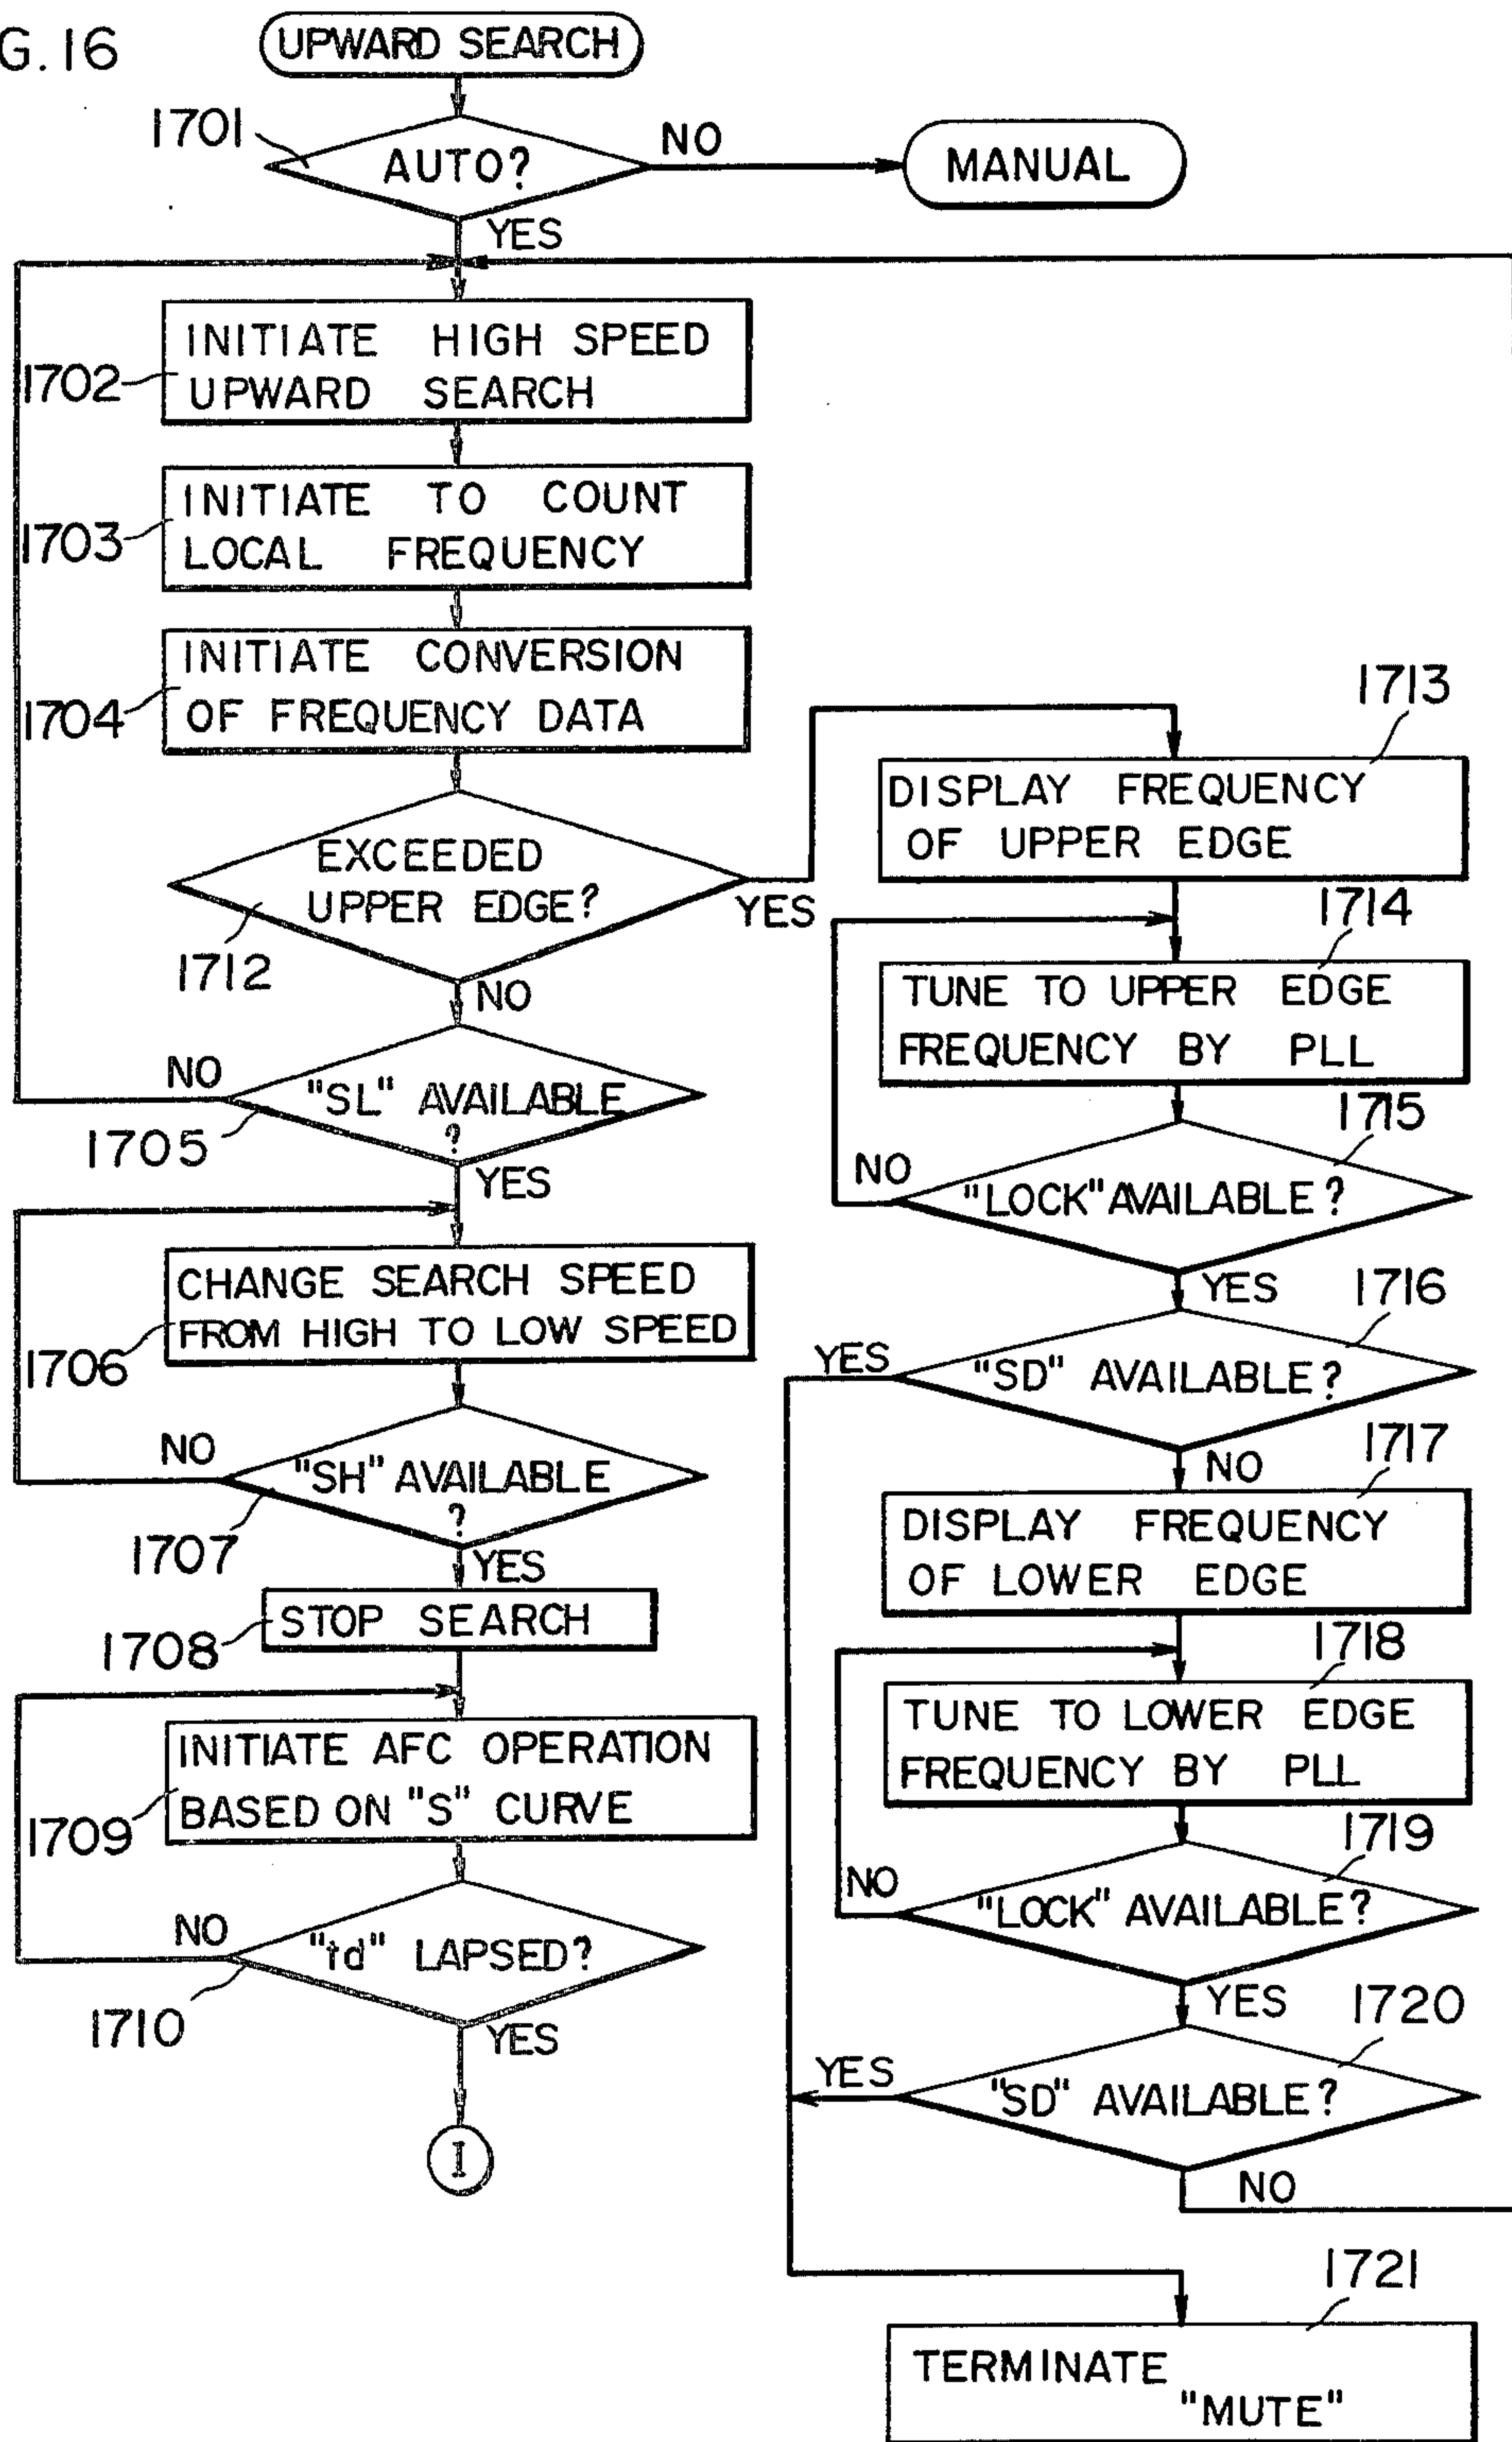 G. 16
UPWARD SEARCH
1701
AUTO?
NO
MANUAL
YES
1702
INITIATE HIGH SPEED
UPWARD SEARCH
1703
INITIATE TO COUNT
LOCAL FREQUENCY
1704
INITIATE CONVERSION
OF FREQUENCY DATA
EXCEEDED
UPPER EDGE?
YES
1712
NO
NO
"SL" AVAILABLE
?
1705
YES
CHANGE SEARCH SPEED
FROM HIGH TO LOW SPEED
1706
NO
"SH" AVAILABLE
?
1707
YES
STOP SEARCH
1708
INITIATE AFC OPERATION
BASED ON "S" CURVE
1709
NO
"td" LAPSED?
1710
YES
I
1713
DISPLAY FREQUENCY
OF UPPER EDGE
1714
TUNE TO UPPER EDGE
FREQUENCY BY PLL
1715
NO
"LOCK" AVAILABLE?
YES
1716
YES
"SD" AVAILABLE?
NO
1717
DISPLAY FREQUENCY
OF LOWER EDGE
1718
TUNE TO LOWER EDGE
FREQUENCY BY PLL
1719
NO
"LOCK" AVAILABLE?
YES
1720
YES
"SD" AVAILABLE?
NO
1721
TERMINATE
"MUTE"